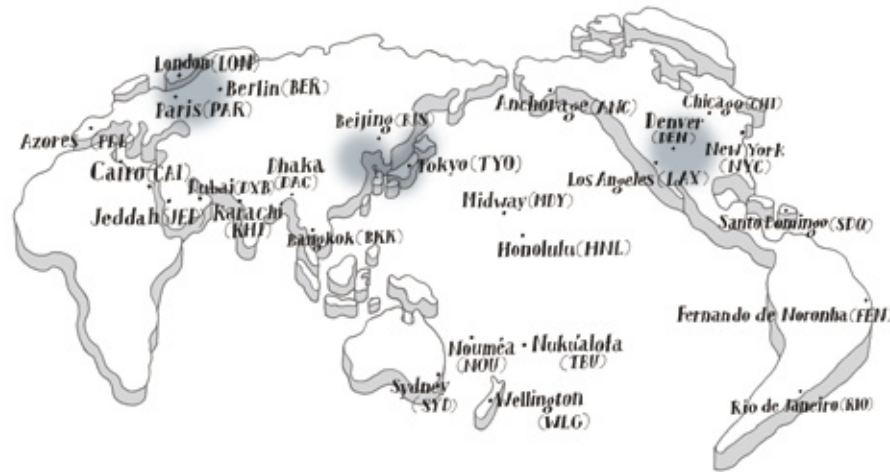 London(LON)
Berlin(BER)
Paris(PAR)
Azores(PDL)
Cairo(CAI)
Jeddah(JED)
Dubai(DXB)
Karachi
(KHI)
Dhaka
(DAC)
Bangkok(BKK)
Beijing(BJS)
Tokyo(TYO)
Midway(MDY)
Honolulu(HNL)
Nouméa
(NOU)
Nukualofa
(TBU)
Sydney
(SYD)
Wellington
(WLG)
Anchorage(ANC)
Chicago(CHI)
Denver
(DEN)
New York
(NYC)
Los Angeles(LAX)
Santo Domingo(SDQ)
Fernando de Noronha(FEN)
Rio de Janeiro(RIO)